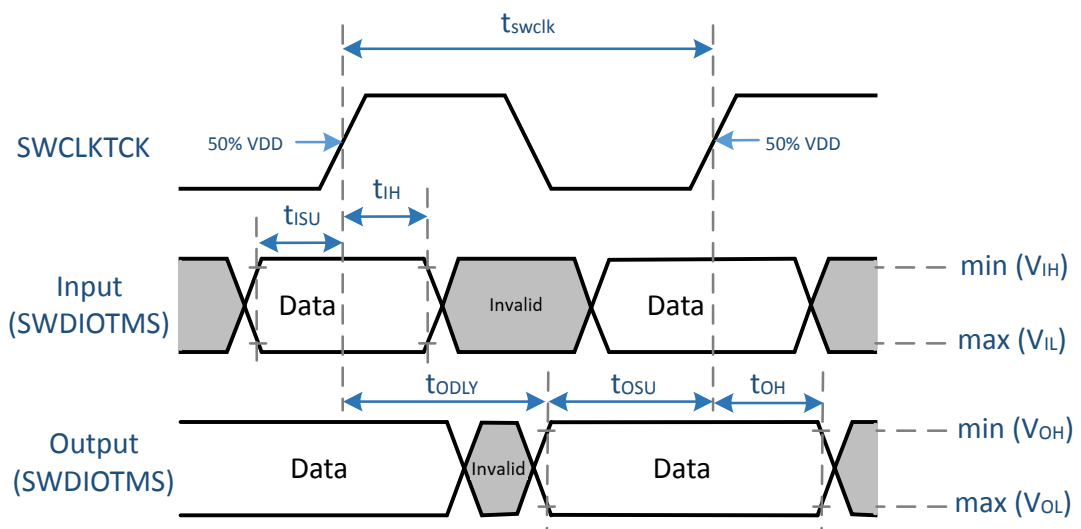 tswclk
SWCLKTCK
50% VDD
50% VDD
tISU
tIH
Input
(SWDIOTMS)
Data
Invalid
Data
min (VIH)
max (VIL)
tODLY
tOSU
tOH
Output
(SWDIOTMS)
Data
Invalid
Data
min (VOH)
max (VOL)